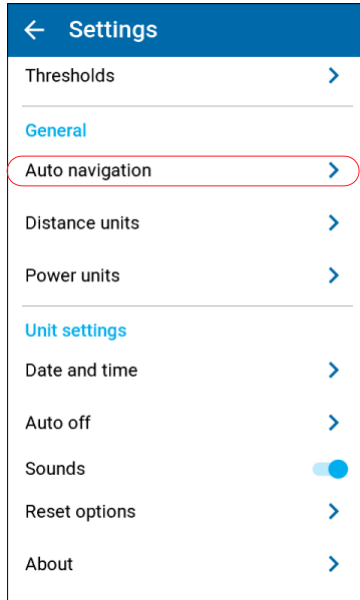 Settings
Thresholds
General
Auto navigation
Distance units
Power units
Unit settings
Date and time
Auto off
Sounds
Reset options
About